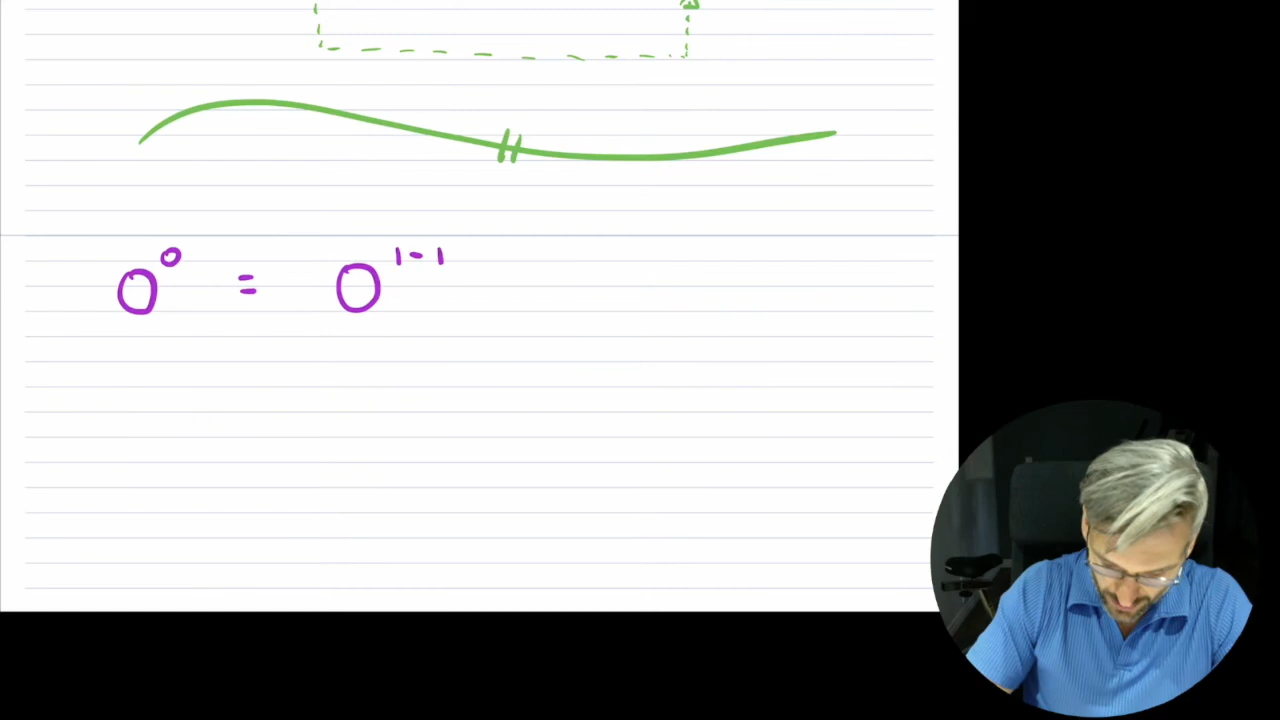 0⁰ = 0¹⁻¹